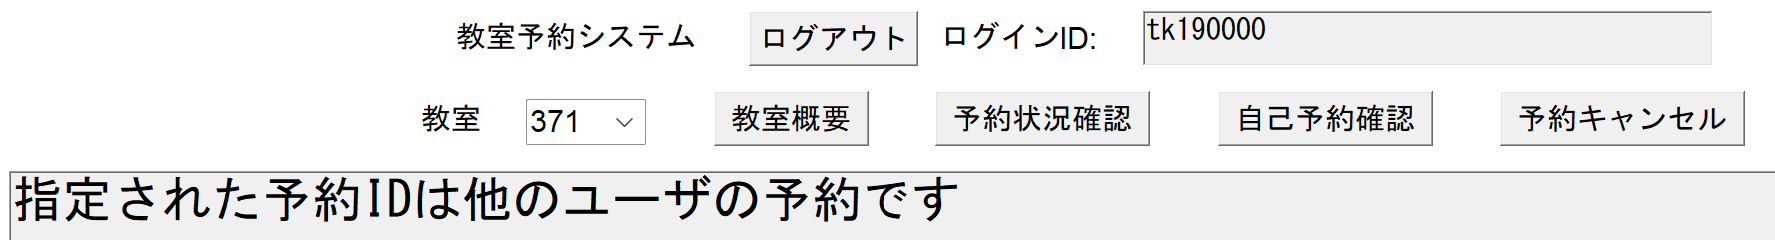 教室予約システム ログアウト ログインID: tk190000
教室 371 教室概要 予約状況確認 自己予約確認 予約キャンセル
指定された予約IDは他のユーザの予約です